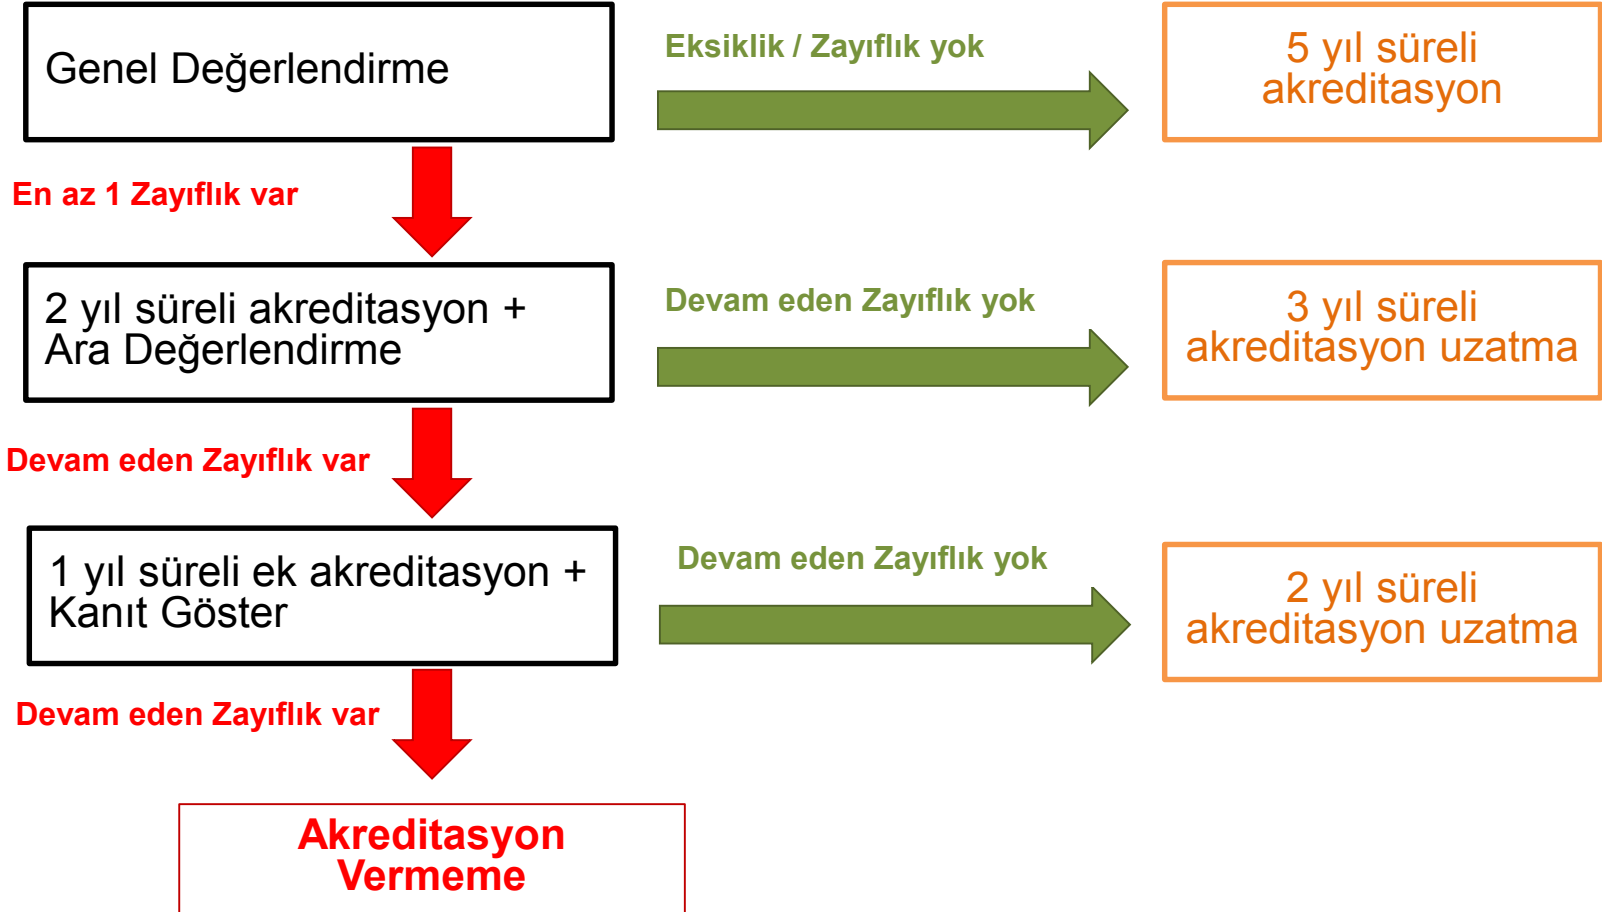 Genel Değerlendirme
Eksiklik / Zayıflık yok
5 yıl süreli
akreditasyon
En az 1 Zayıflık var
2 yıl süreli akreditasyon +
Ara Değerlendirme
Devam eden Zayıflık yok
3 yıl süreli
akreditasyon uzatma
Devam eden Zayıflık var
1 yıl süreli ek akreditasyon +
Kanıt Göster
Devam eden Zayıflık yok
2 yıl süreli
akreditasyon uzatma
Devam eden Zayıflık var
Akreditasyon
Vermeme